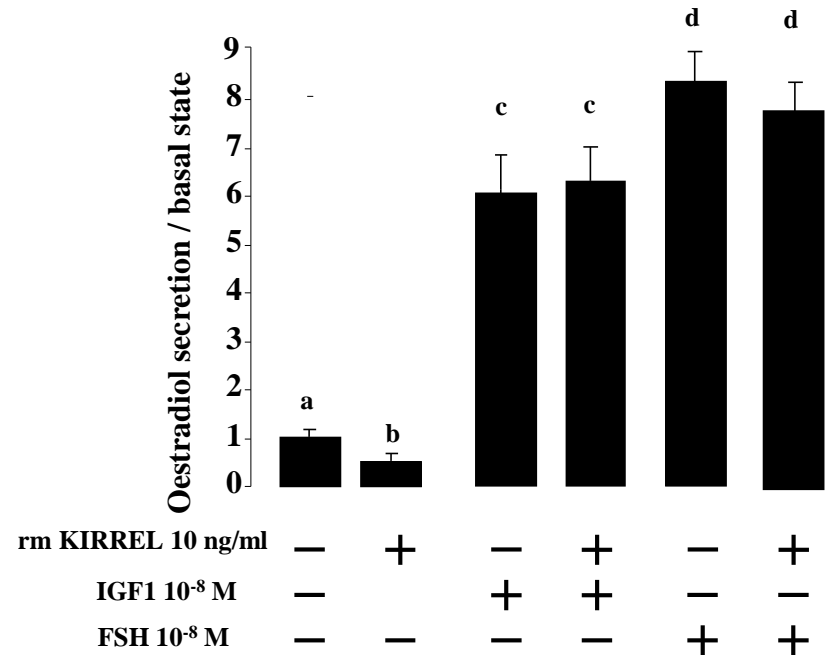 d d
9
8
c c
7
6
5
4
3
2
a
1
b
0
Oestradiol secretion / basal state
rm KIRREL 10 ng/ml − + − + − +
IGF1 10-8 M − − + + − −
FSH 10-8 M − − − − + +